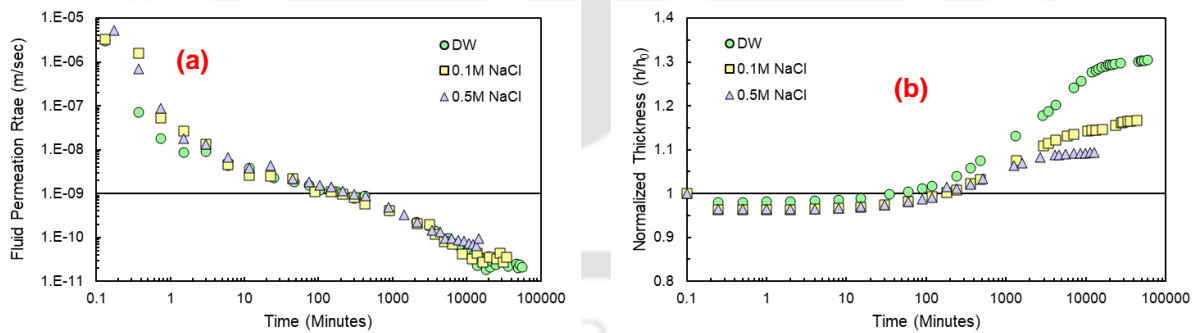 1.E-05
1.E-06
1.E-07
1.E-08
1.E-09
1.E-10
1.E-11
Fluid Permeation Rtae (m/sec)
(a)
DW
0.1M NaCl
0.5M NaCl
0.1 1 10 100 1000 10000 100000
Time (Minutes)
1.4
1.3
1.2
1.1
1
0.9
0.8
Normalized Thickness (h/h₀)
DW
0.1M NaCl
0.5M NaCl
(b)
0.1 1 10 100 1000 10000 100000
Time (Minutes)